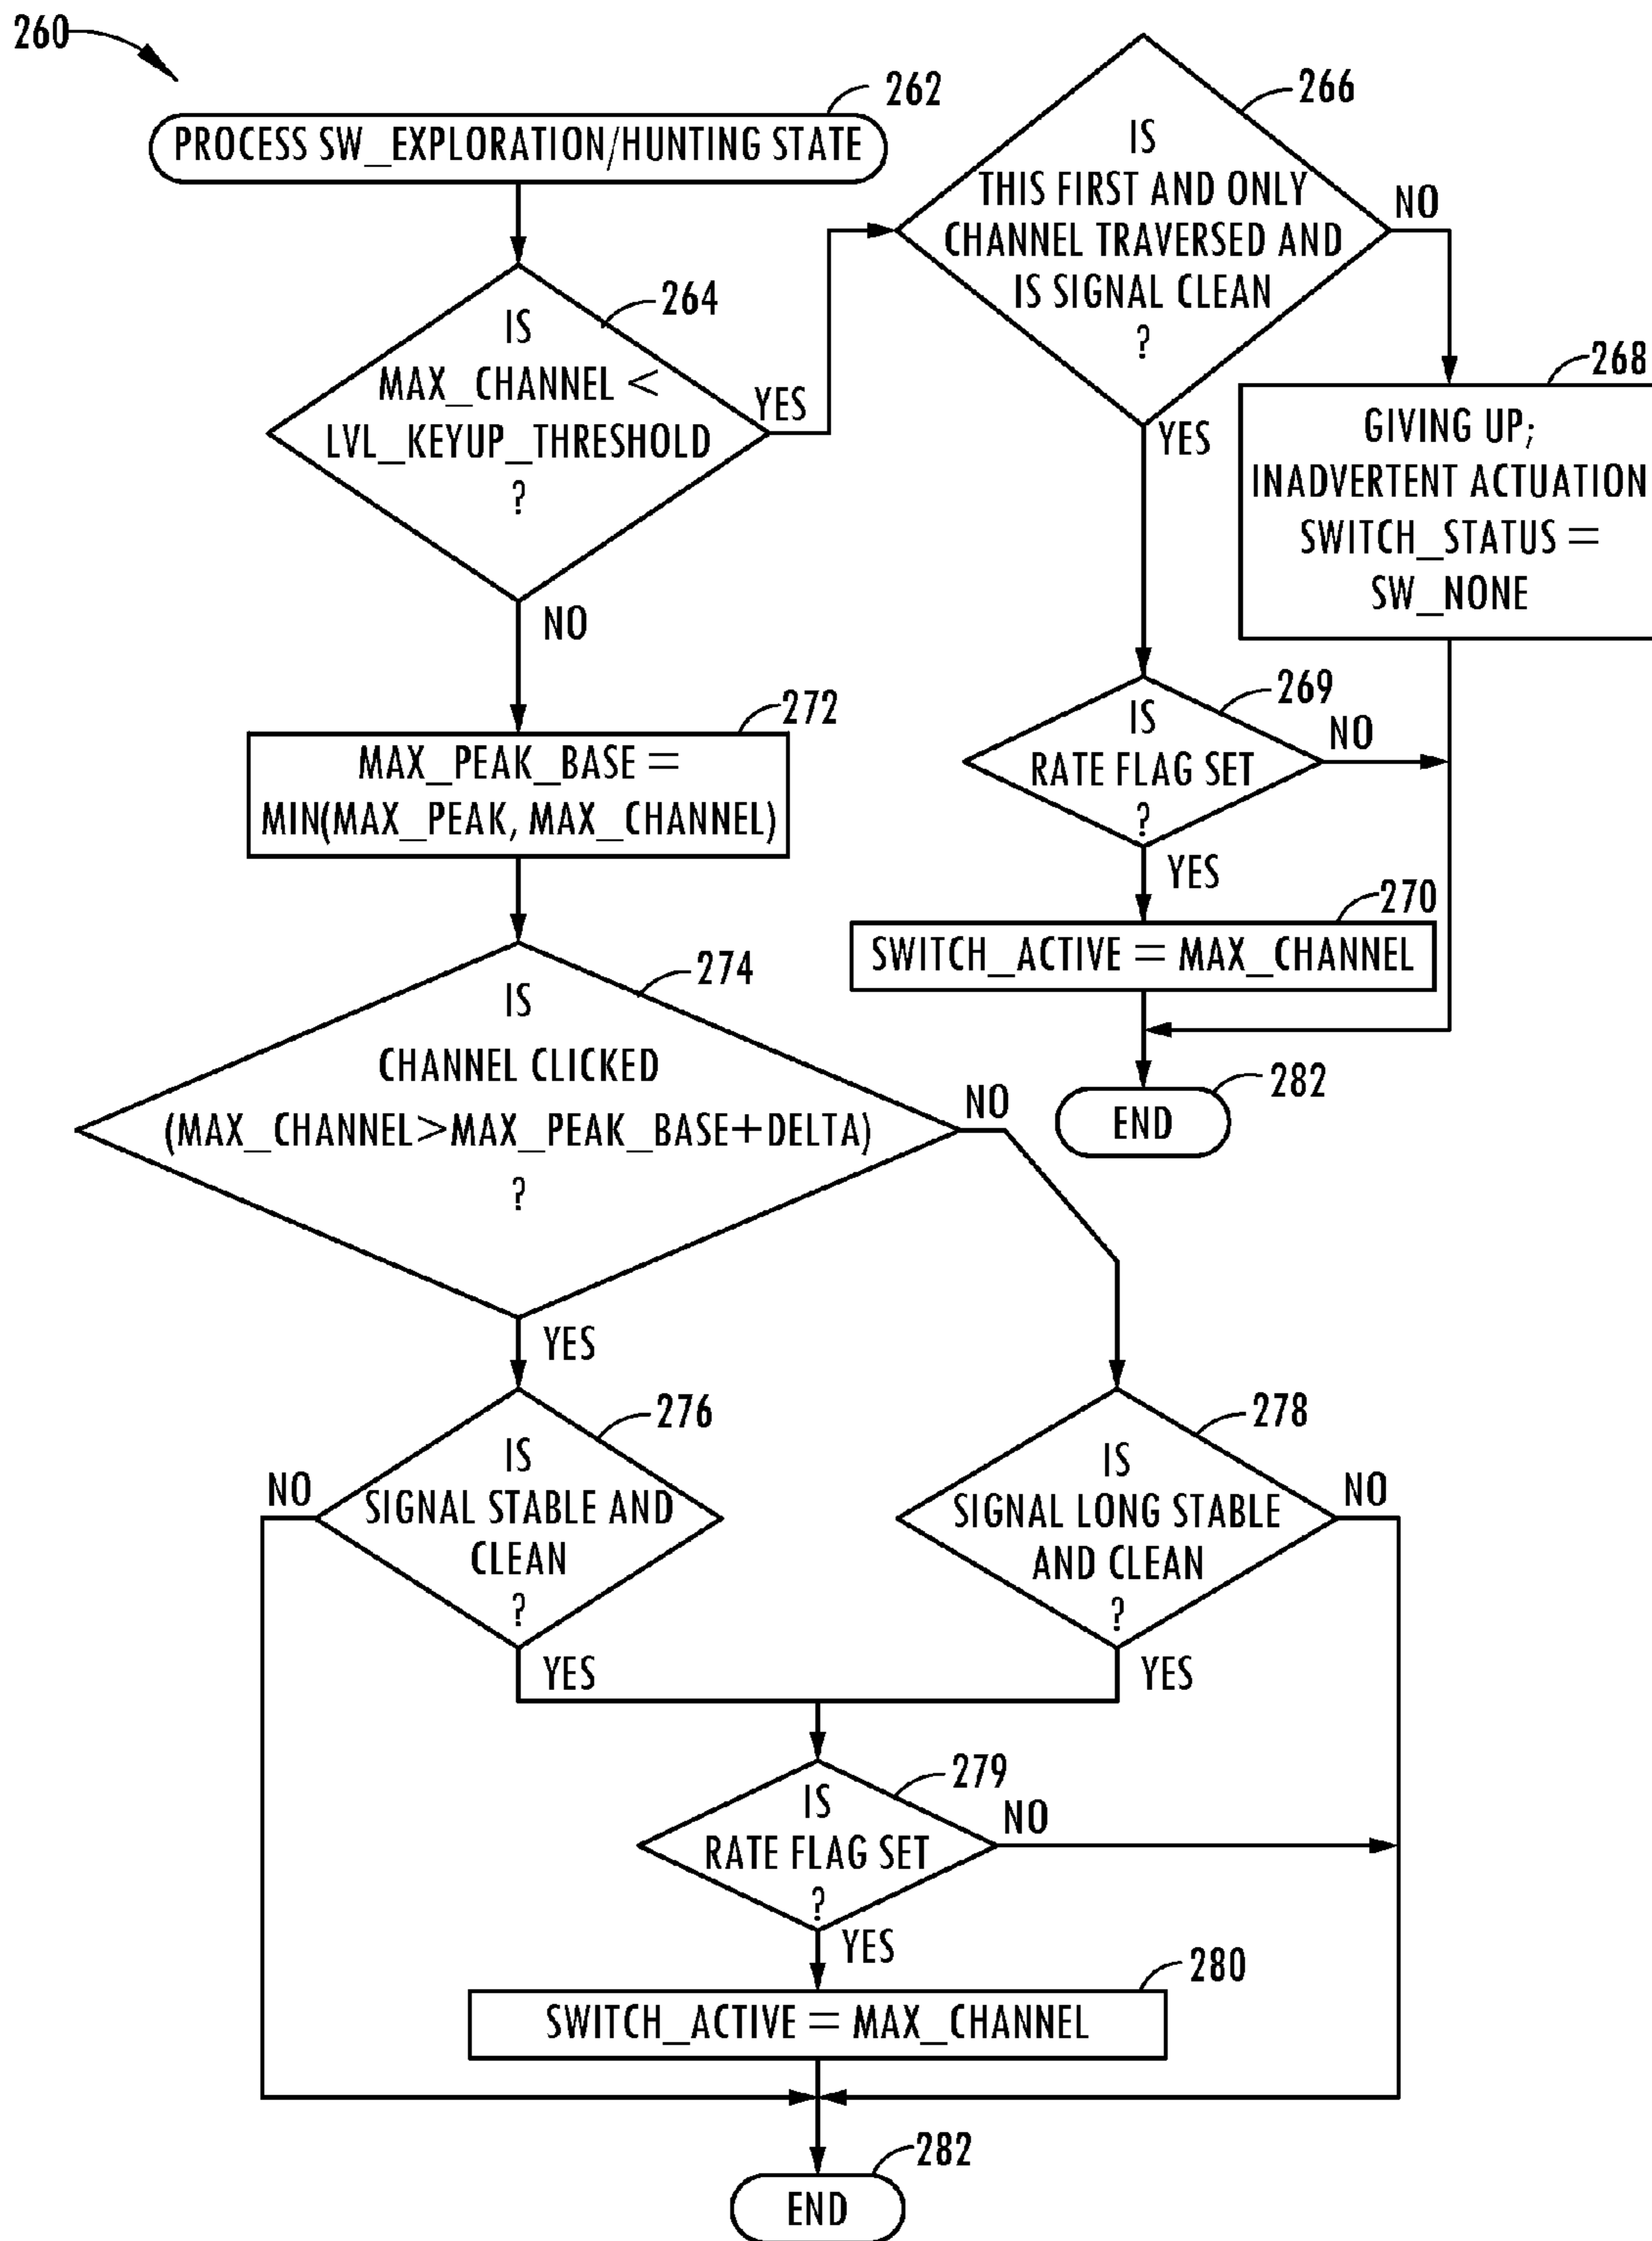 260
262
PROCESS SW_EXPLORATION/HUNTING STATE
264
IS
MAX_CHANNEL <
LVL_KEYUP_THRESHOLD
?
YES
NO
266
IS
THIS FIRST AND ONLY
CHANNEL TRAVERSED AND
IS SIGNAL CLEAN
?
NO
YES
268
GIVING UP;
INADVERTENT ACTUATION
SWITCH_STATUS =
SW_NONE
269
IS
RATE FLAG SET
?
NO
YES
270
SWITCH_ACTIVE = MAX_CHANNEL
282
END
272
MAX_PEAK_BASE =
MIN(MAX_PEAK, MAX_CHANNEL)
274
IS
CHANNEL CLICKED
(MAX_CHANNEL>MAX_PEAK_BASE+DELTA)
?
NO
YES
276
IS
SIGNAL STABLE AND
CLEAN
?
NO
YES
278
IS
SIGNAL LONG STABLE
AND CLEAN
?
NO
YES
279
IS
RATE FLAG SET
?
NO
YES
280
SWITCH_ACTIVE = MAX_CHANNEL
282
END